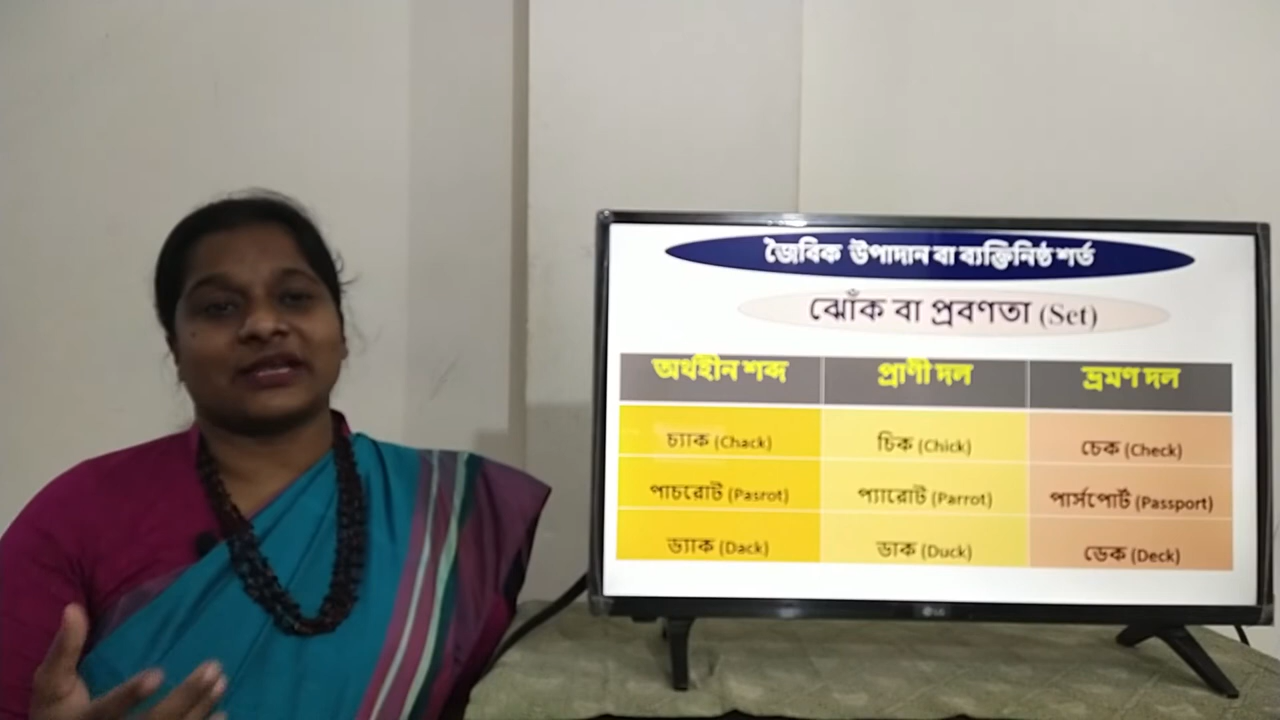 জৈবিক উপাদান বা ব্যক্তিনিষ্ঠ শর্ত
ঝোঁক বা প্রবণতা (Set)
অর্থহীন শব্দ প্রাণী দল ভ্রমণ দল
চ্যাক (Chack) চিক (Chick) চেক (Check)
পাচরোট (Pasrot) প্যারোট (Parrot) পার্সপোর্ট (Passport)
ড্যাক (Dack) ডাক (Duck) ডেক (Deck)
LG